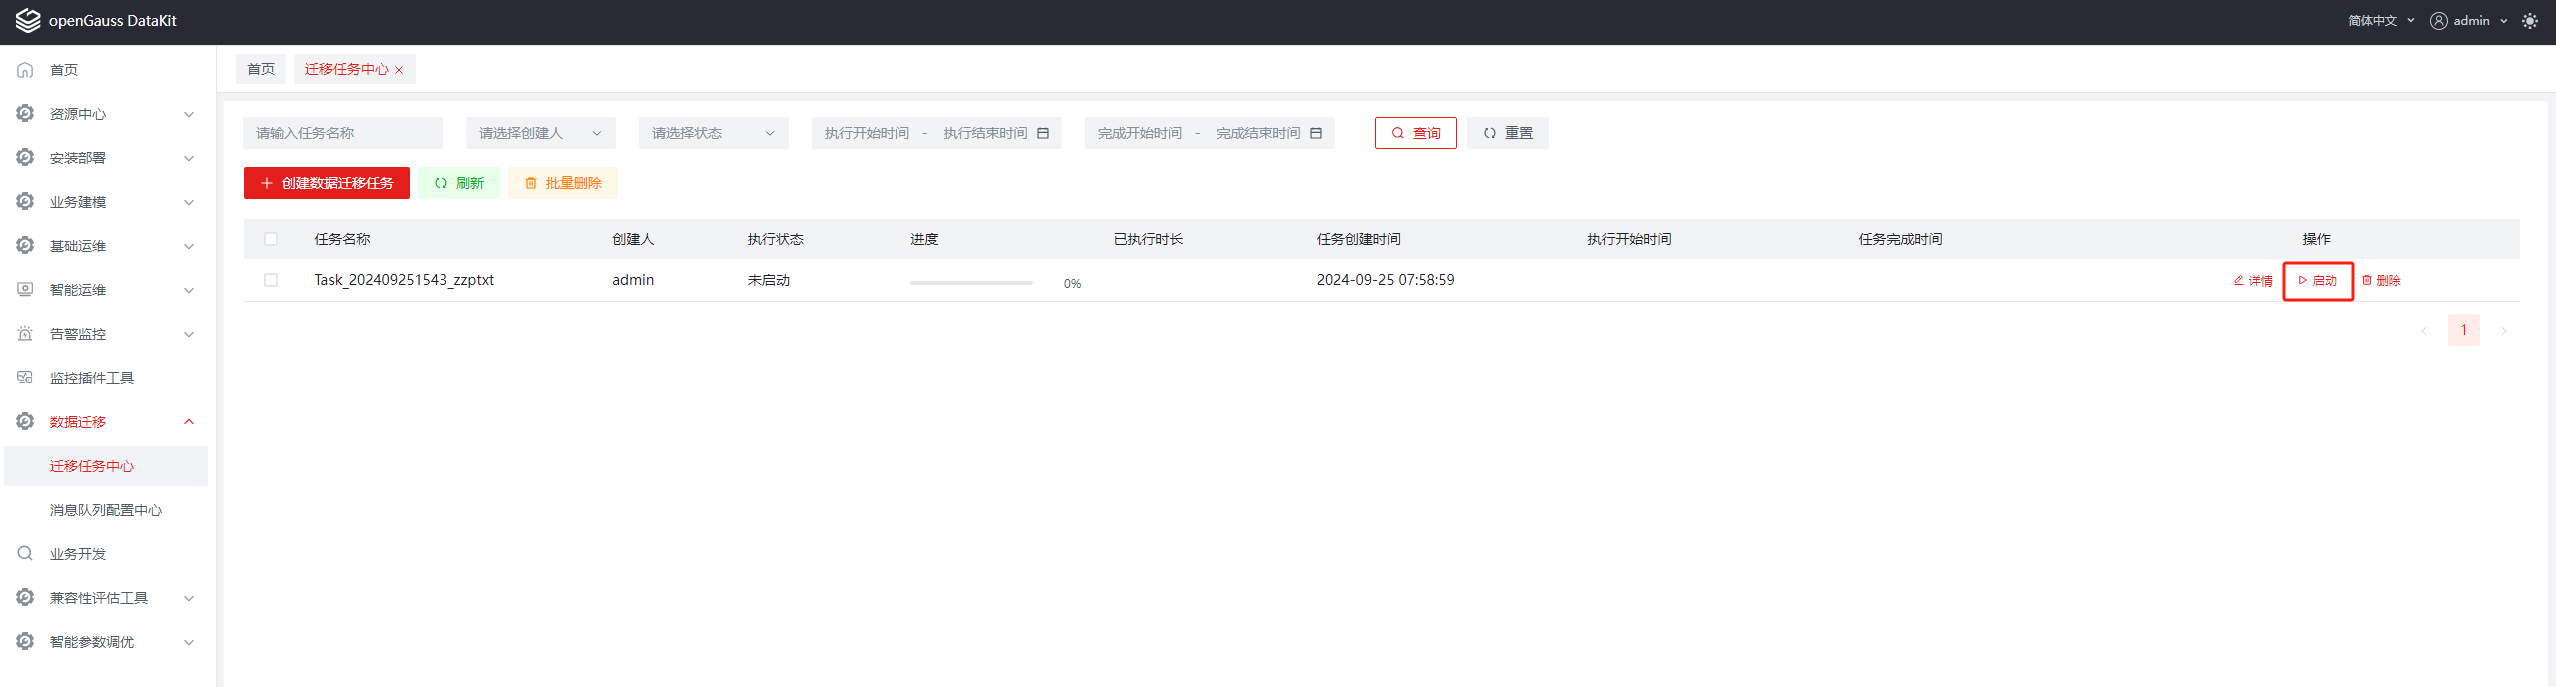 openGauss DataKit
简体中文 admin
首页
资源中心
安装部署
业务建模
基础运维
智能运维
告警监控
监控插件工具
数据迁移
迁移任务中心
消息队列配置中心
业务开发
兼容性评估工具
智能参数调优
首页 迁移任务中心
请输入任务名称 请选择创建人 请选择状态 执行开始时间 - 执行结束时间 完成开始时间 - 完成结束时间 查询 重置
创建数据迁移任务 刷新 批量删除
任务名称 创建人 执行状态 进度 已执行时长 任务创建时间 执行开始时间 任务完成时间 操作
Task_202409251543_zzptxt admin 未启动 0% 2024-09-25 07:58:59 详情 启动 删除
1